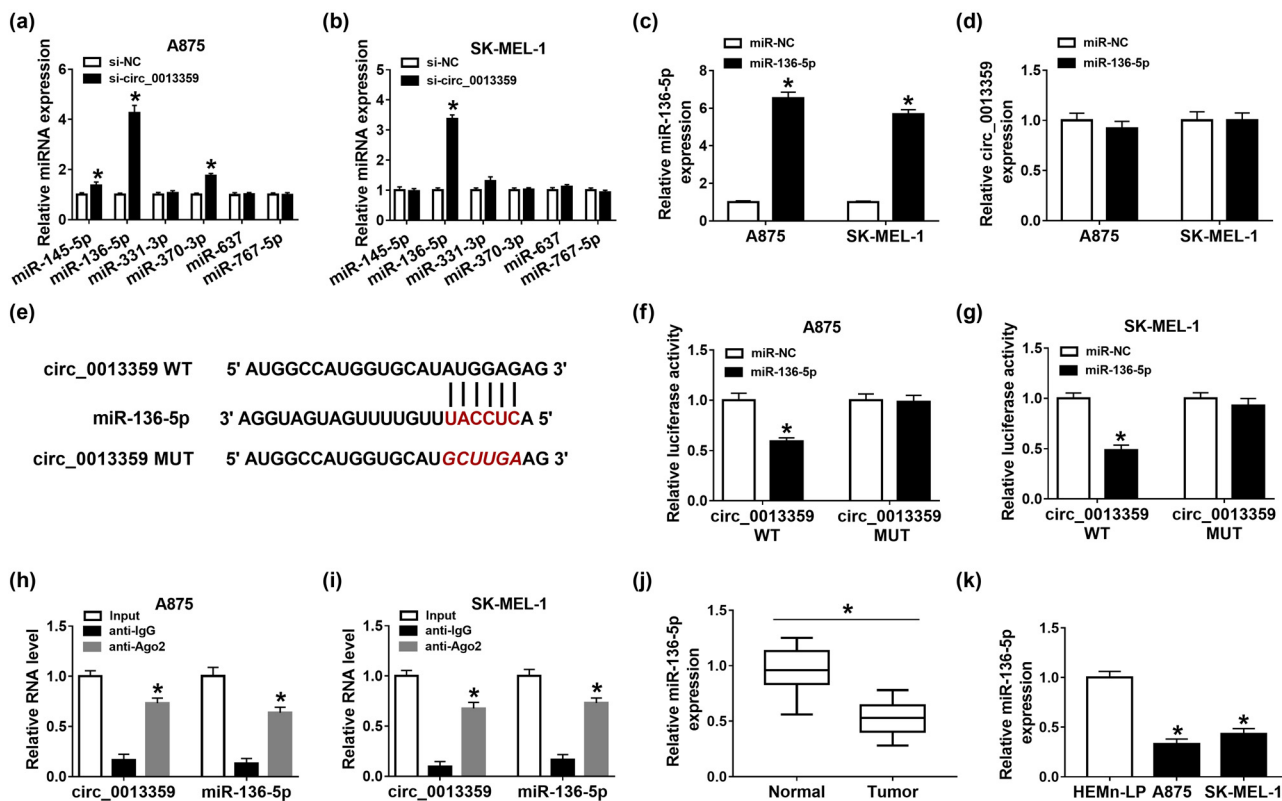 (a)
A875
si-NC
si-circ_0013359
Relative miRNA expression
6
4
2
0
*
*
*
miR-145-5p
miR-136-5p
miR-331-3p
miR-370-3p
miR-637
miR-767-5p
(b)
SK-MEL-1
si-NC
si-circ_0013359
Relative miRNA expression
5
4
3
2
1
0
*
miR-145-5p
miR-136-5p
miR-331-3p
miR-370-3p
miR-637
miR-767-5p
(c)
miR-NC
miR-136-5p
Relative miR-136-5p
expression
8
6
4
2
0
*
*
A875
SK-MEL-1
(d)
miR-NC
miR-136-5p
Relative circ_0013359
expression
1.5
1.0
0.5
0.0
A875
SK-MEL-1
(e)
circ_0013359 WT 5' AUGGCCAUGGUGCAUAUGGAGAG 3'
miR-136-5p 3' AGGUAGUAGUUUUGUUUACCUCA 5'
circ_0013359 MUT 5' AUGGCCAUGGUGCAUGCUUGAAG 3'
(f)
A875
miR-NC
miR-136-5p
Relative luciferase activity
1.5
1.0
0.5
0.0
*
circ_0013359
WT
circ_0013359
MUT
(g)
SK-MEL-1
miR-NC
miR-136-5p
Relative luciferase activity
1.5
1.0
0.5
0.0
*
circ_0013359
WT
circ_0013359
MUT
(h)
A875
Input
anti-IgG
anti-Ago2
Relative RNA level
1.5
1.0
0.5
0.0
*
*
circ_0013359
miR-136-5p
(i)
SK-MEL-1
Input
anti-IgG
anti-Ago2
Relative RNA level
1.5
1.0
0.5
0.0
*
*
circ_0013359
miR-136-5p
(j)
Relative miR-136-5p
expression
1.5
1.0
0.5
0.0
*
Normal
Tumor
(k)
Relative miR-136-5p
expression
1.5
1.0
0.5
0.0
*
*
HEMn-LP
A875
SK-MEL-1